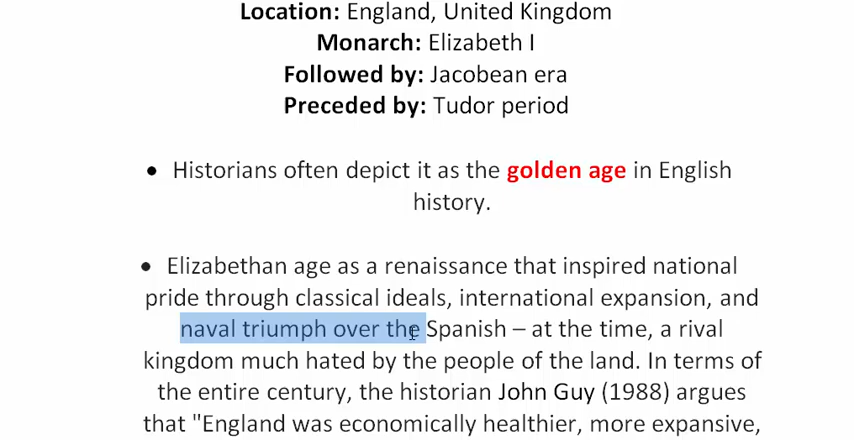 Location: England, United Kingdom
Monarch: Elizabeth I
Followed by: Jacobean era
Preceded by: Tudor period
• Historians often depict it as the golden age in English
history.
• Elizabethan age as a renaissance that inspired national
pride through classical ideals, international expansion, and
naval triumph over the Spanish – at the time, a rival
kingdom much hated by the people of the land. In terms of
the entire century, the historian John Guy (1988) argues
that "England was economically healthier, more expansive,